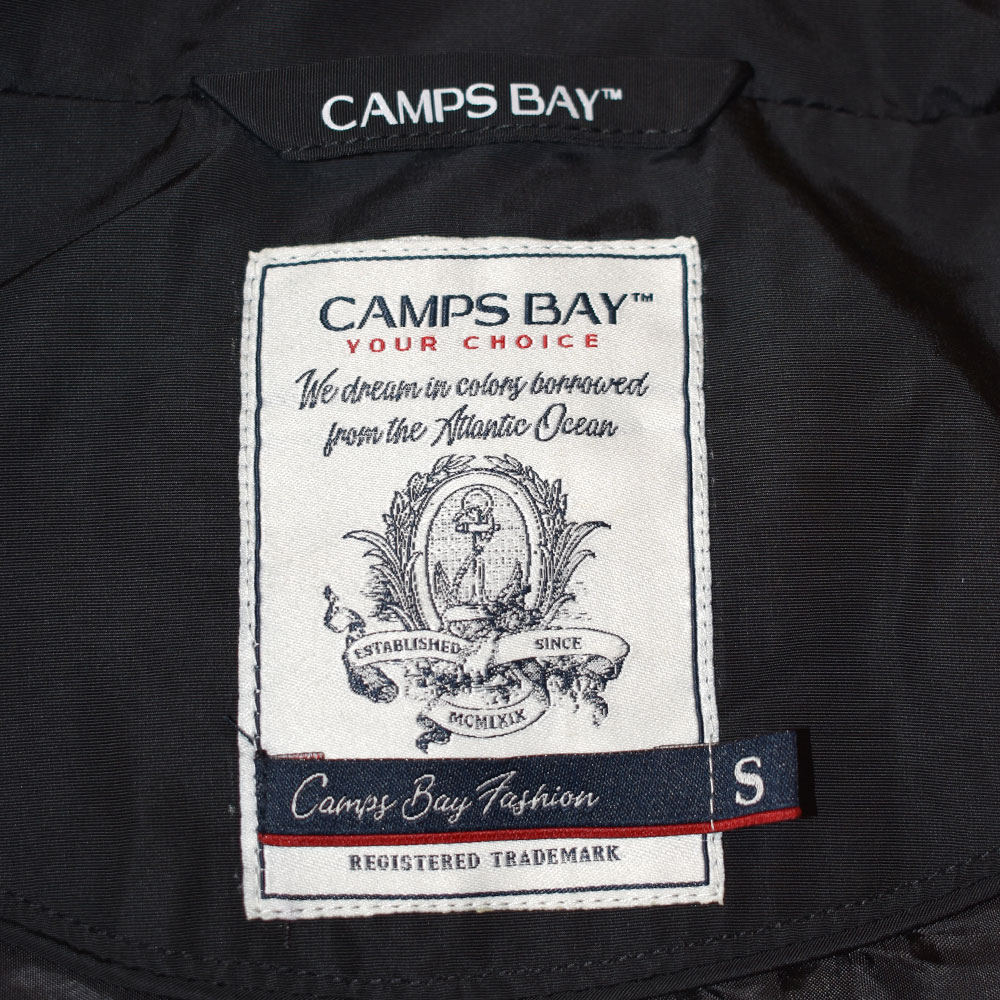 CAMPS BAY™
CAMPS BAY™
YOUR CHOICE
We dream in colors borrowed
from the Atlantic Ocean
ESTABLISHED SINCE
MCMLXIX
Camps Bay Fashion S
REGISTERED TRADEMARK